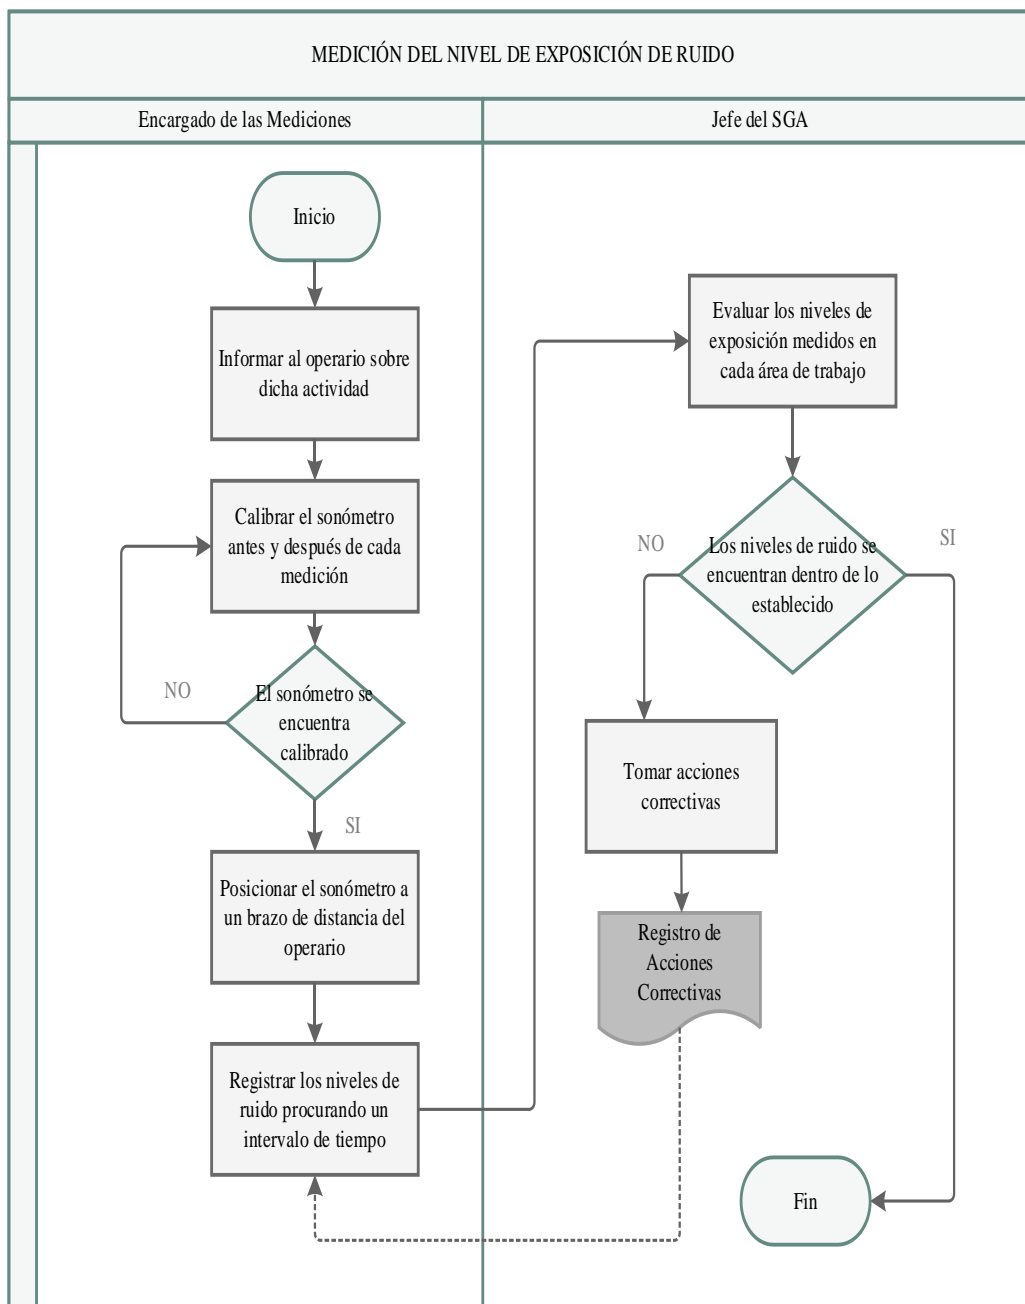 MEDICIÓN DEL NIVEL DE EXPOSICIÓN DE RUIDO
Encargado de las Mediciones
Jefe del SGA
Inicio
Informar al operario sobre
dicha actividad
Calibrar el sonómetro
antes y después de cada
medición
NO
El sonómetro se
encuentra
calibrado
SI
Posicionar el sonómetro a
un brazo de distancia del
operario
Registrar los niveles de
ruido procurando un
intervalo de tiempo
Evaluar los niveles de
exposición medidos en
cada área de trabajo
NO
Los niveles de ruido se
encuentran dentro de lo
establecido
SI
Tomar acciones
correctivas
Registro de
Acciones
Correctivas
Fin